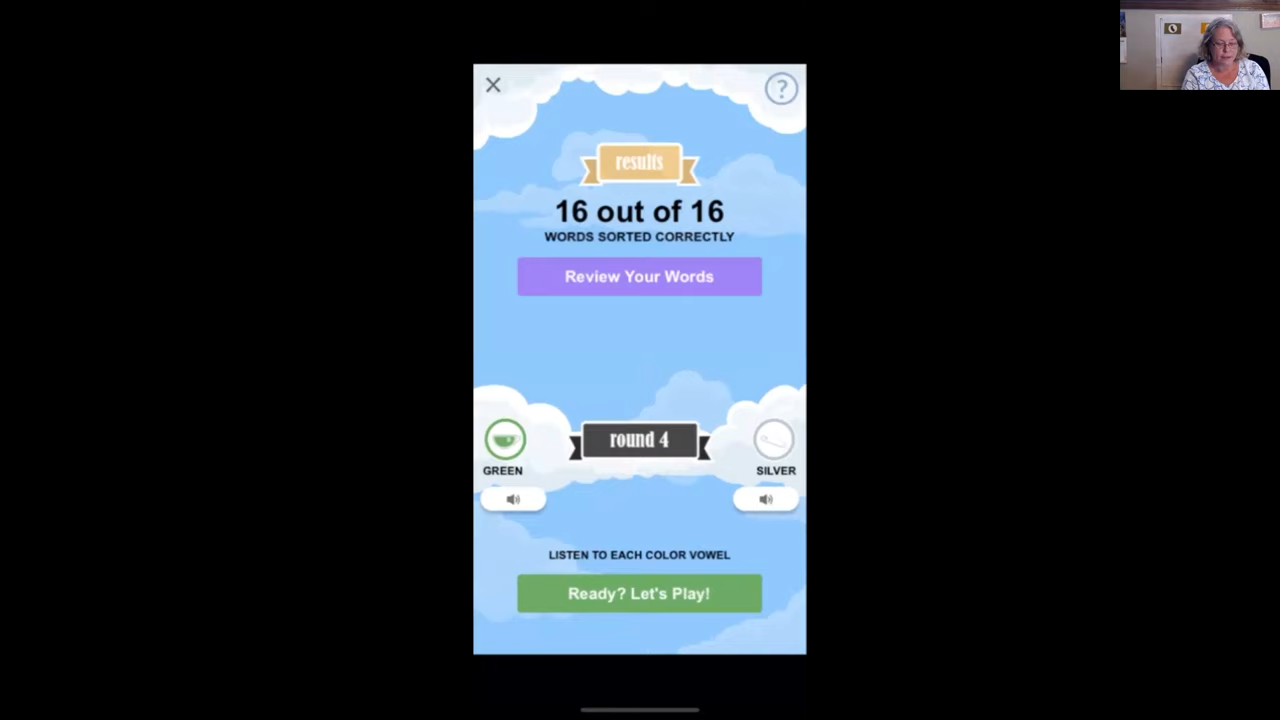 results
16 out of 16
WORDS SORTED CORRECTLY
Review Your Words
round 4
GREEN
SILVER
LISTEN TO EACH COLOR VOWEL
Ready? Let's Play!